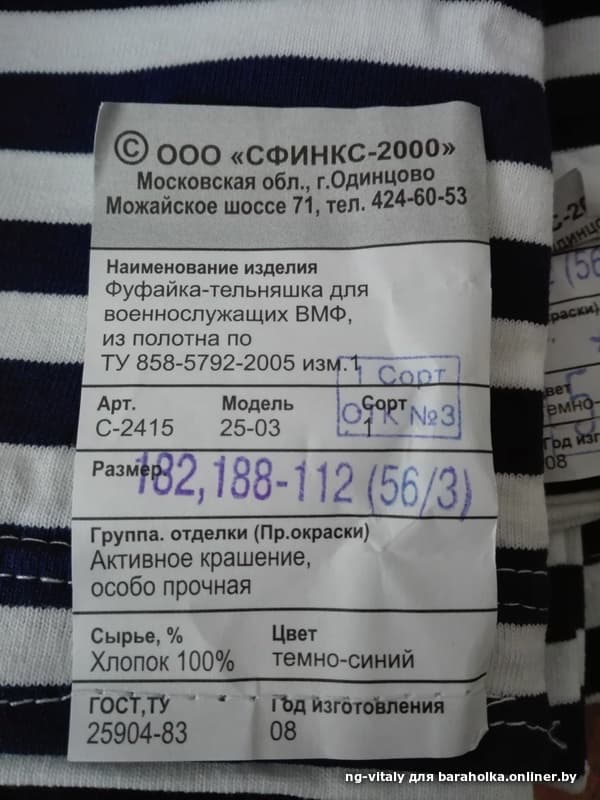 © ООО «СФИНКС-2000»
Московская обл., г.Одинцово
Можайское шоссе 71, тел. 424-60-53
Наименование изделия
Фуфайка-тельняшка для
военнослужащих ВМФ,
из полотна по
ТУ 858-5792-2005 изм.1
1 Сорт
ОТК №3
Арт. Модель Сорт
С-2415 25-03 1
Размер
182,188-112 (56/3)
Группа. отделки (Пр.окраски)
Активное крашение,
особо прочная
Сырье, % Цвет
Хлопок 100% темно-синий
ГОСТ,ТУ Год изготовления
25904-83 08
(56
08
ng-vitaly для baraholka.onliner.by